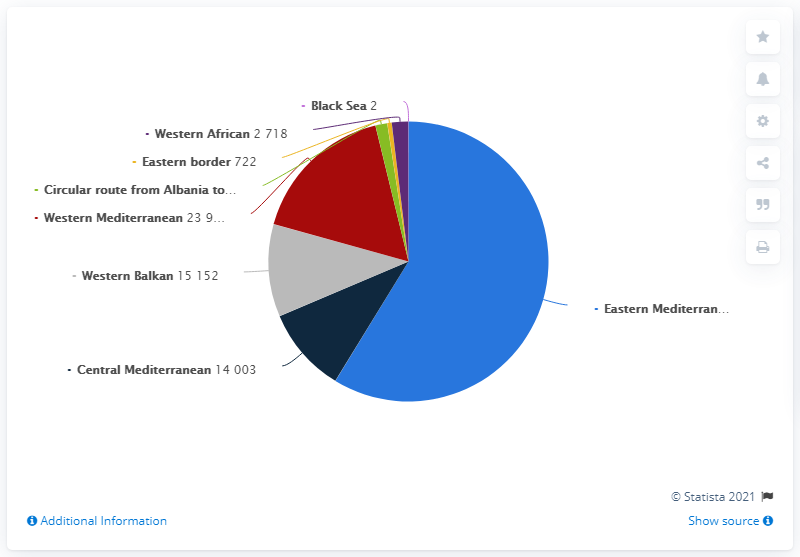 Black Sea 2
Western African 2 718
Eastern border 722
Circular route from Albania to…
Western Mediterranean 23 9…
Western Balkan 15 152
Eastern Mediterran…
Central Mediterranean 14 003
© Statista 2021
Additional Information
Show source